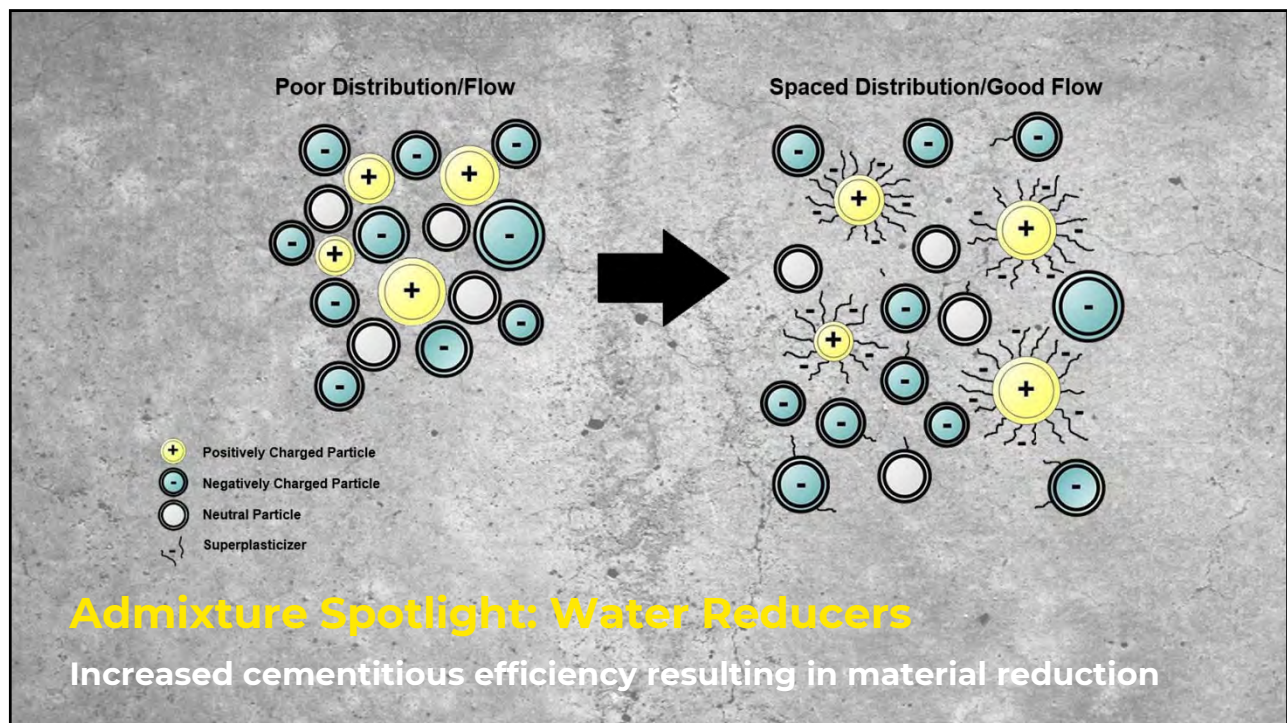 Poor Distribution/Flow
Spaced Distribution/Good Flow
Positively Charged Particle
Negatively Charged Particle
Neutral Particle
Superplasticizer
Admixture Spotlight: Water Reducers
Increased cementitious efficiency resulting in material reduction